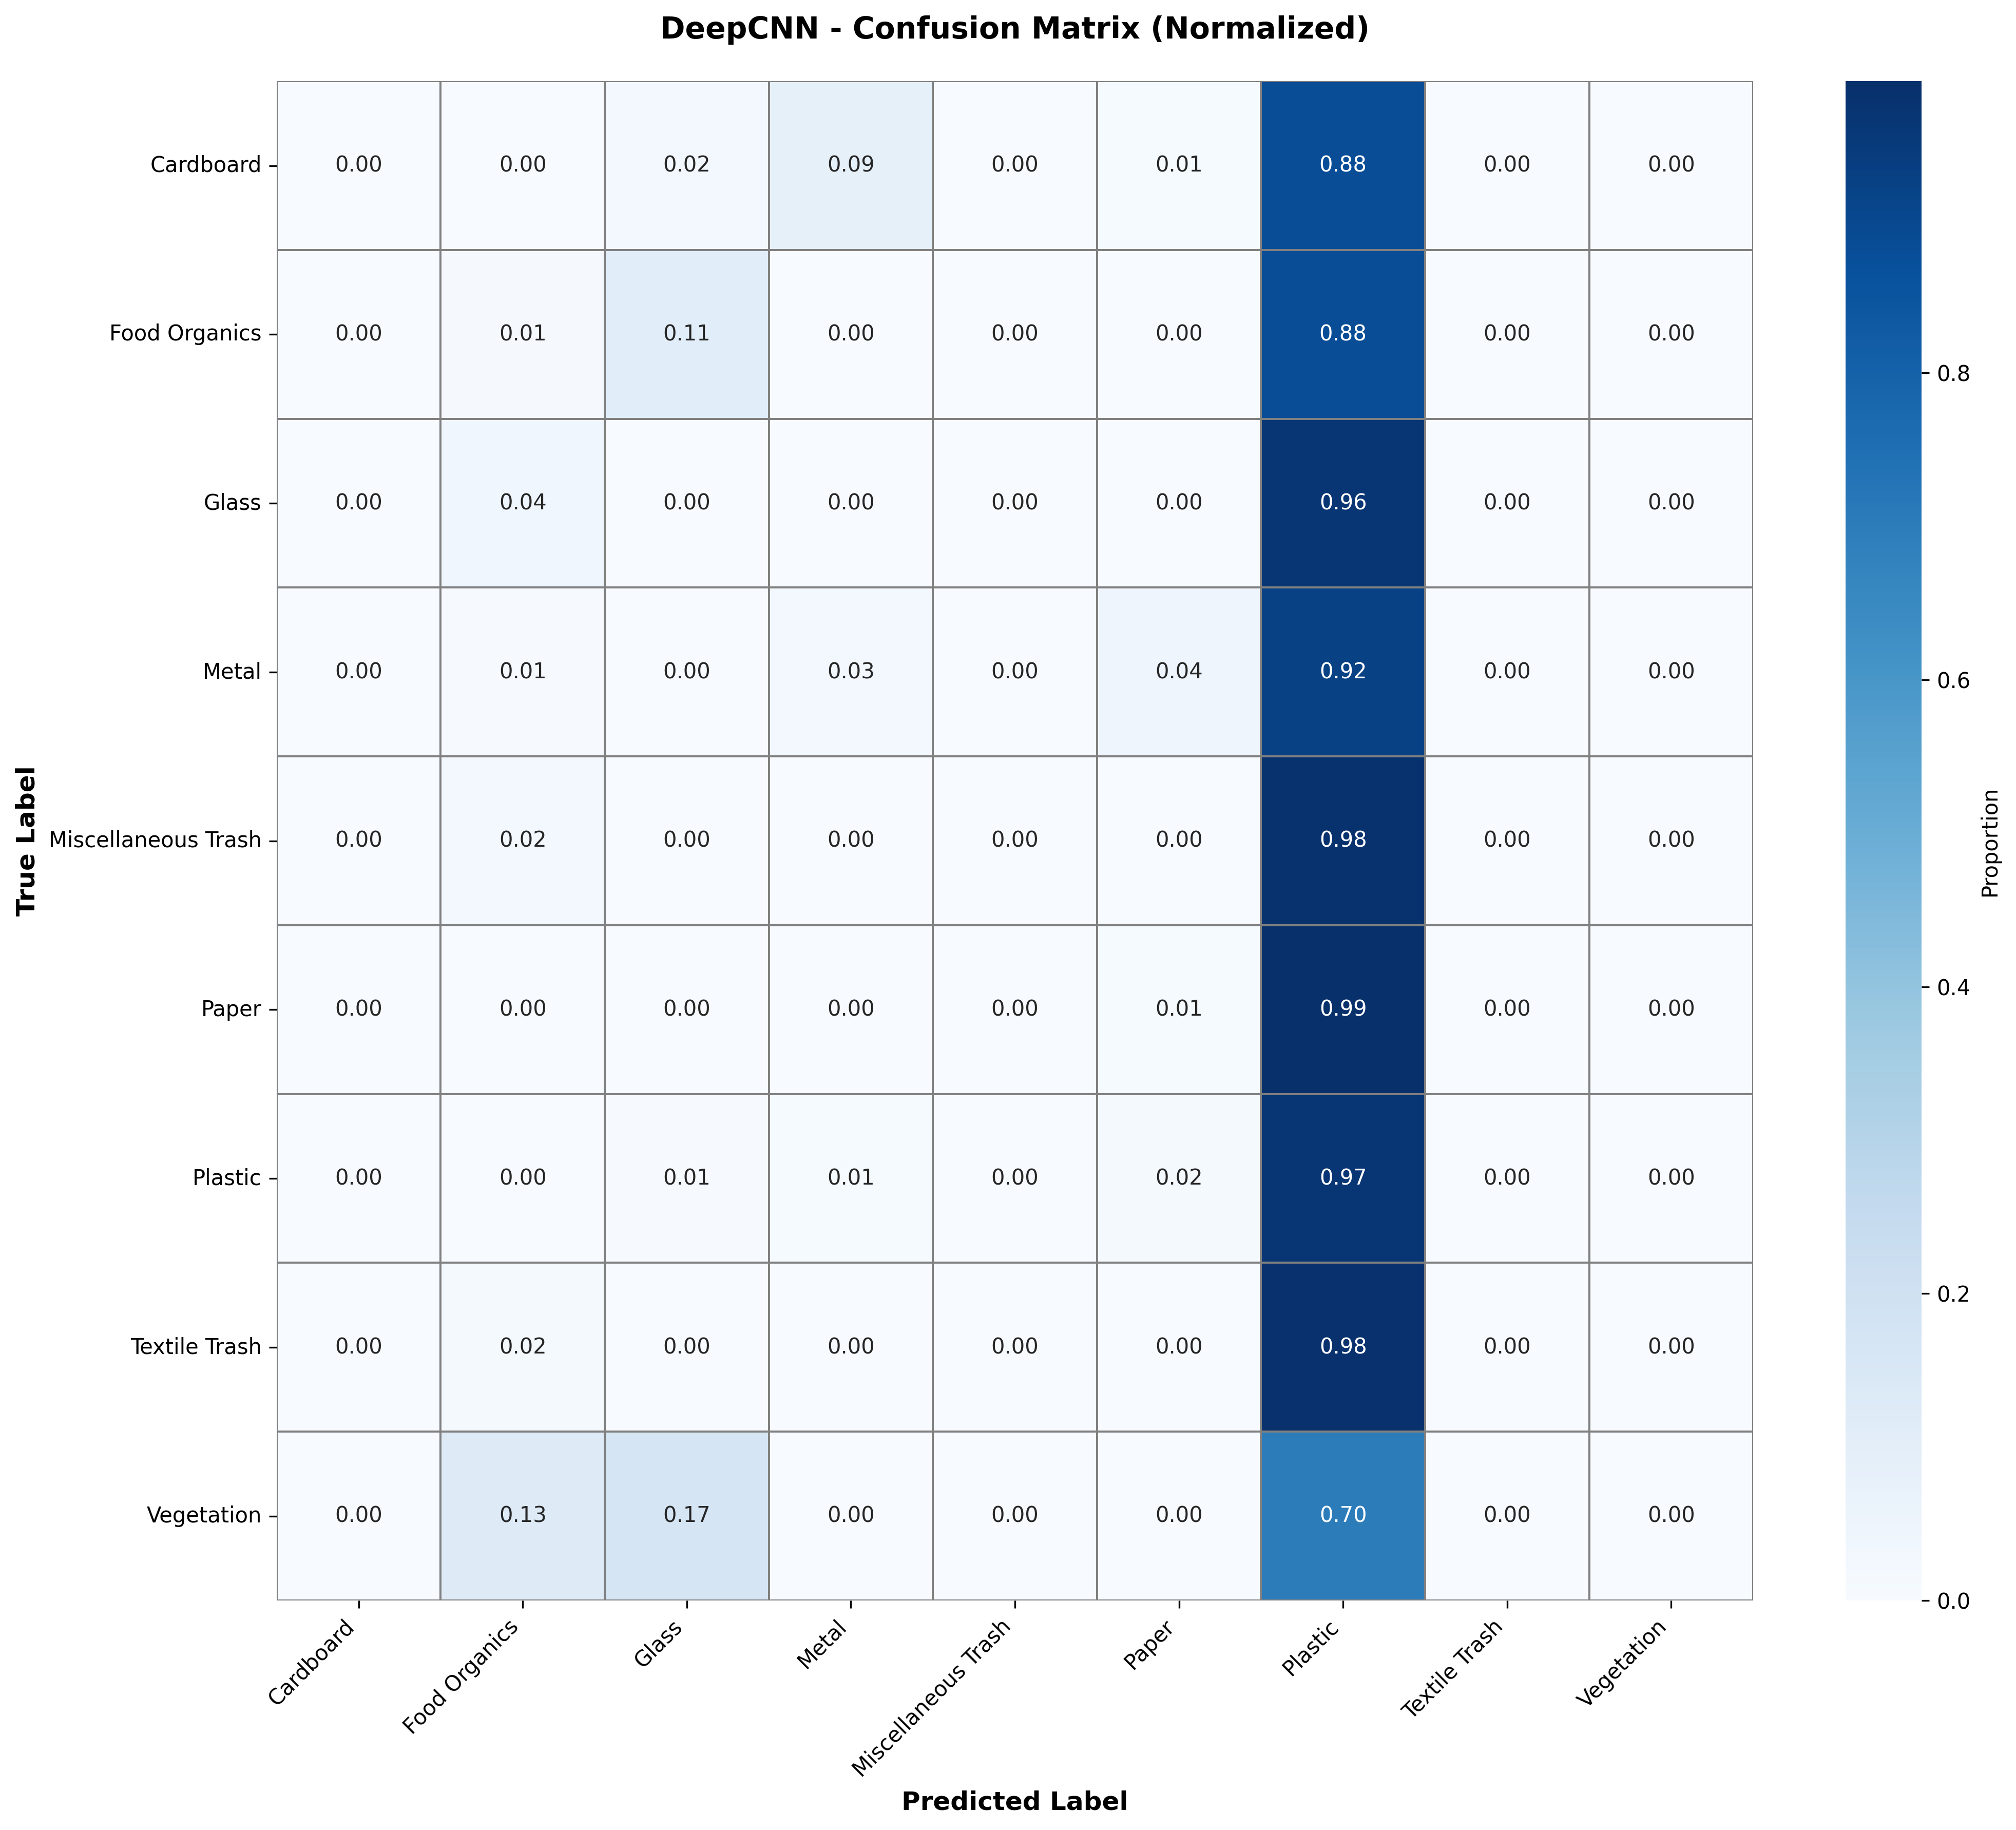 DeepCNN - Confusion Matrix (Normalized)
Cardboard 0.00 0.00 0.02 0.09 0.00 0.01 0.88 0.00 0.00
Food Organics 0.00 0.01 0.11 0.00 0.00 0.00 0.88 0.00 0.00
0.8
Glass 0.00 0.04 0.00 0.00 0.00 0.00 0.96 0.00 0.00
Metal 0.00 0.01 0.00 0.03 0.00 0.04 0.92 0.00 0.00
0.6
Miscellaneous Trash 0.00 0.02 0.00 0.00 0.00 0.00 0.98 0.00 0.00
True Label
Proportion
Paper 0.00 0.00 0.00 0.00 0.00 0.01 0.99 0.00 0.00
0.4
Plastic 0.00 0.00 0.01 0.01 0.00 0.02 0.97 0.00 0.00
0.2
Textile Trash 0.00 0.02 0.00 0.00 0.00 0.00 0.98 0.00 0.00
Vegetation 0.00 0.13 0.17 0.00 0.00 0.00 0.70 0.00 0.00
0.0
Cardboard Food Organics Glass Metal Miscellaneous Trash Paper Plastic Textile Trash Vegetation
Predicted Label